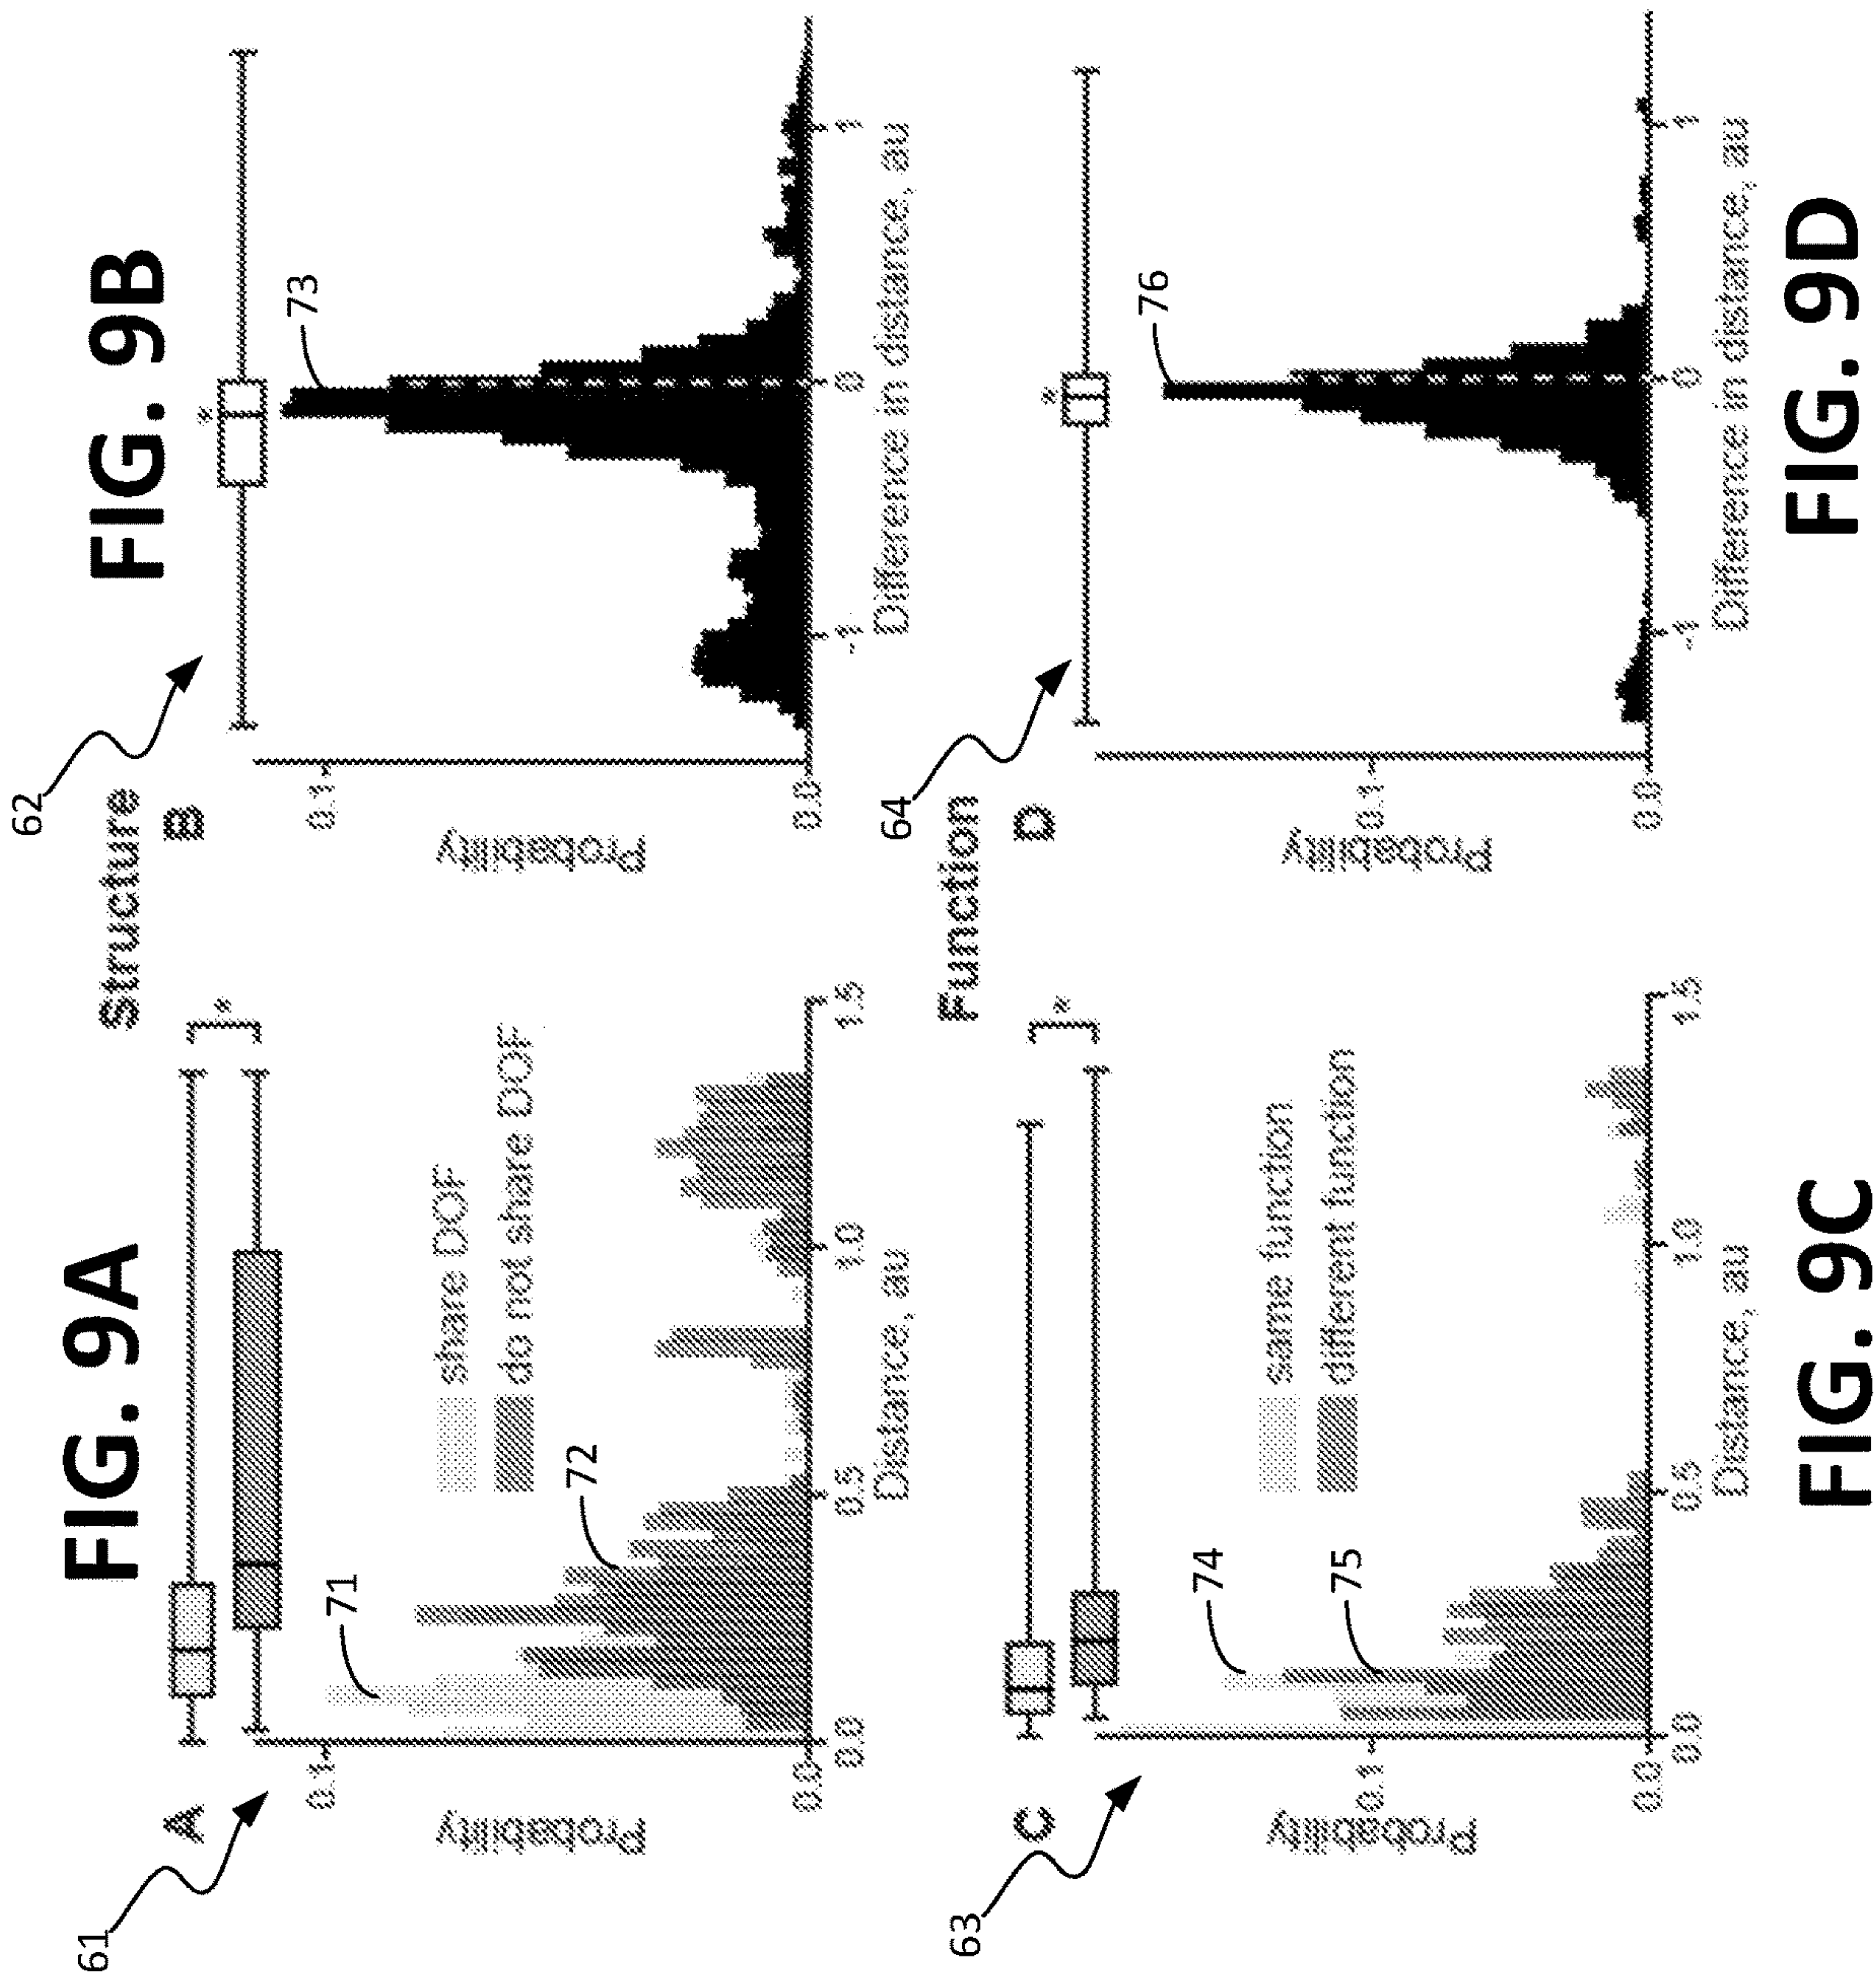 FIG. 9A
FIG. 9B
Structure
61
A
*
62
B
*
Probability
0.1
0.0
71
72
share DOF
do not share DOF
0.0
0.5
1.0
1.5
Distance, au
Probability
0.1
0.0
73
-1
0
1
Difference in distance, au
Function
63
C
*
64
D
*
Probability
0.1
0.0
74
75
same function
different function
0.0
0.5
1.0
1.5
Distance, au
Probability
0.1
0.0
76
-1
0
1
Difference in distance, au
FIG. 9C
FIG. 9D